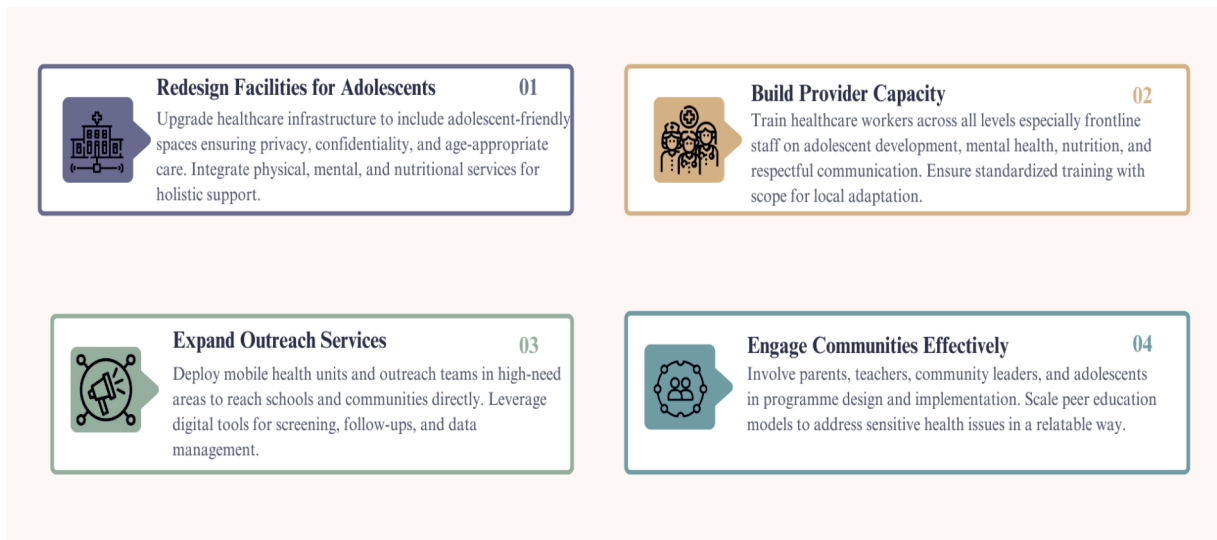 Redesign Facilities for Adolescents
01
Upgrade healthcare infrastructure to include adolescent-friendly
spaces ensuring privacy, confidentiality, and age-appropriate
care. Integrate physical, mental, and nutritional services for
holistic support.
Build Provider Capacity
02
Train healthcare workers across all levels especially frontline
staff on adolescent development, mental health, nutrition, and
respectful communication. Ensure standardized training with
scope for local adaptation.
Expand Outreach Services
03
Deploy mobile health units and outreach teams in high-need
areas to reach schools and communities directly. Leverage
digital tools for screening, follow-ups, and data
management.
Engage Communities Effectively
04
Involve parents, teachers, community leaders, and adolescents
in programme design and implementation. Scale peer education
models to address sensitive health issues in a relatable way.